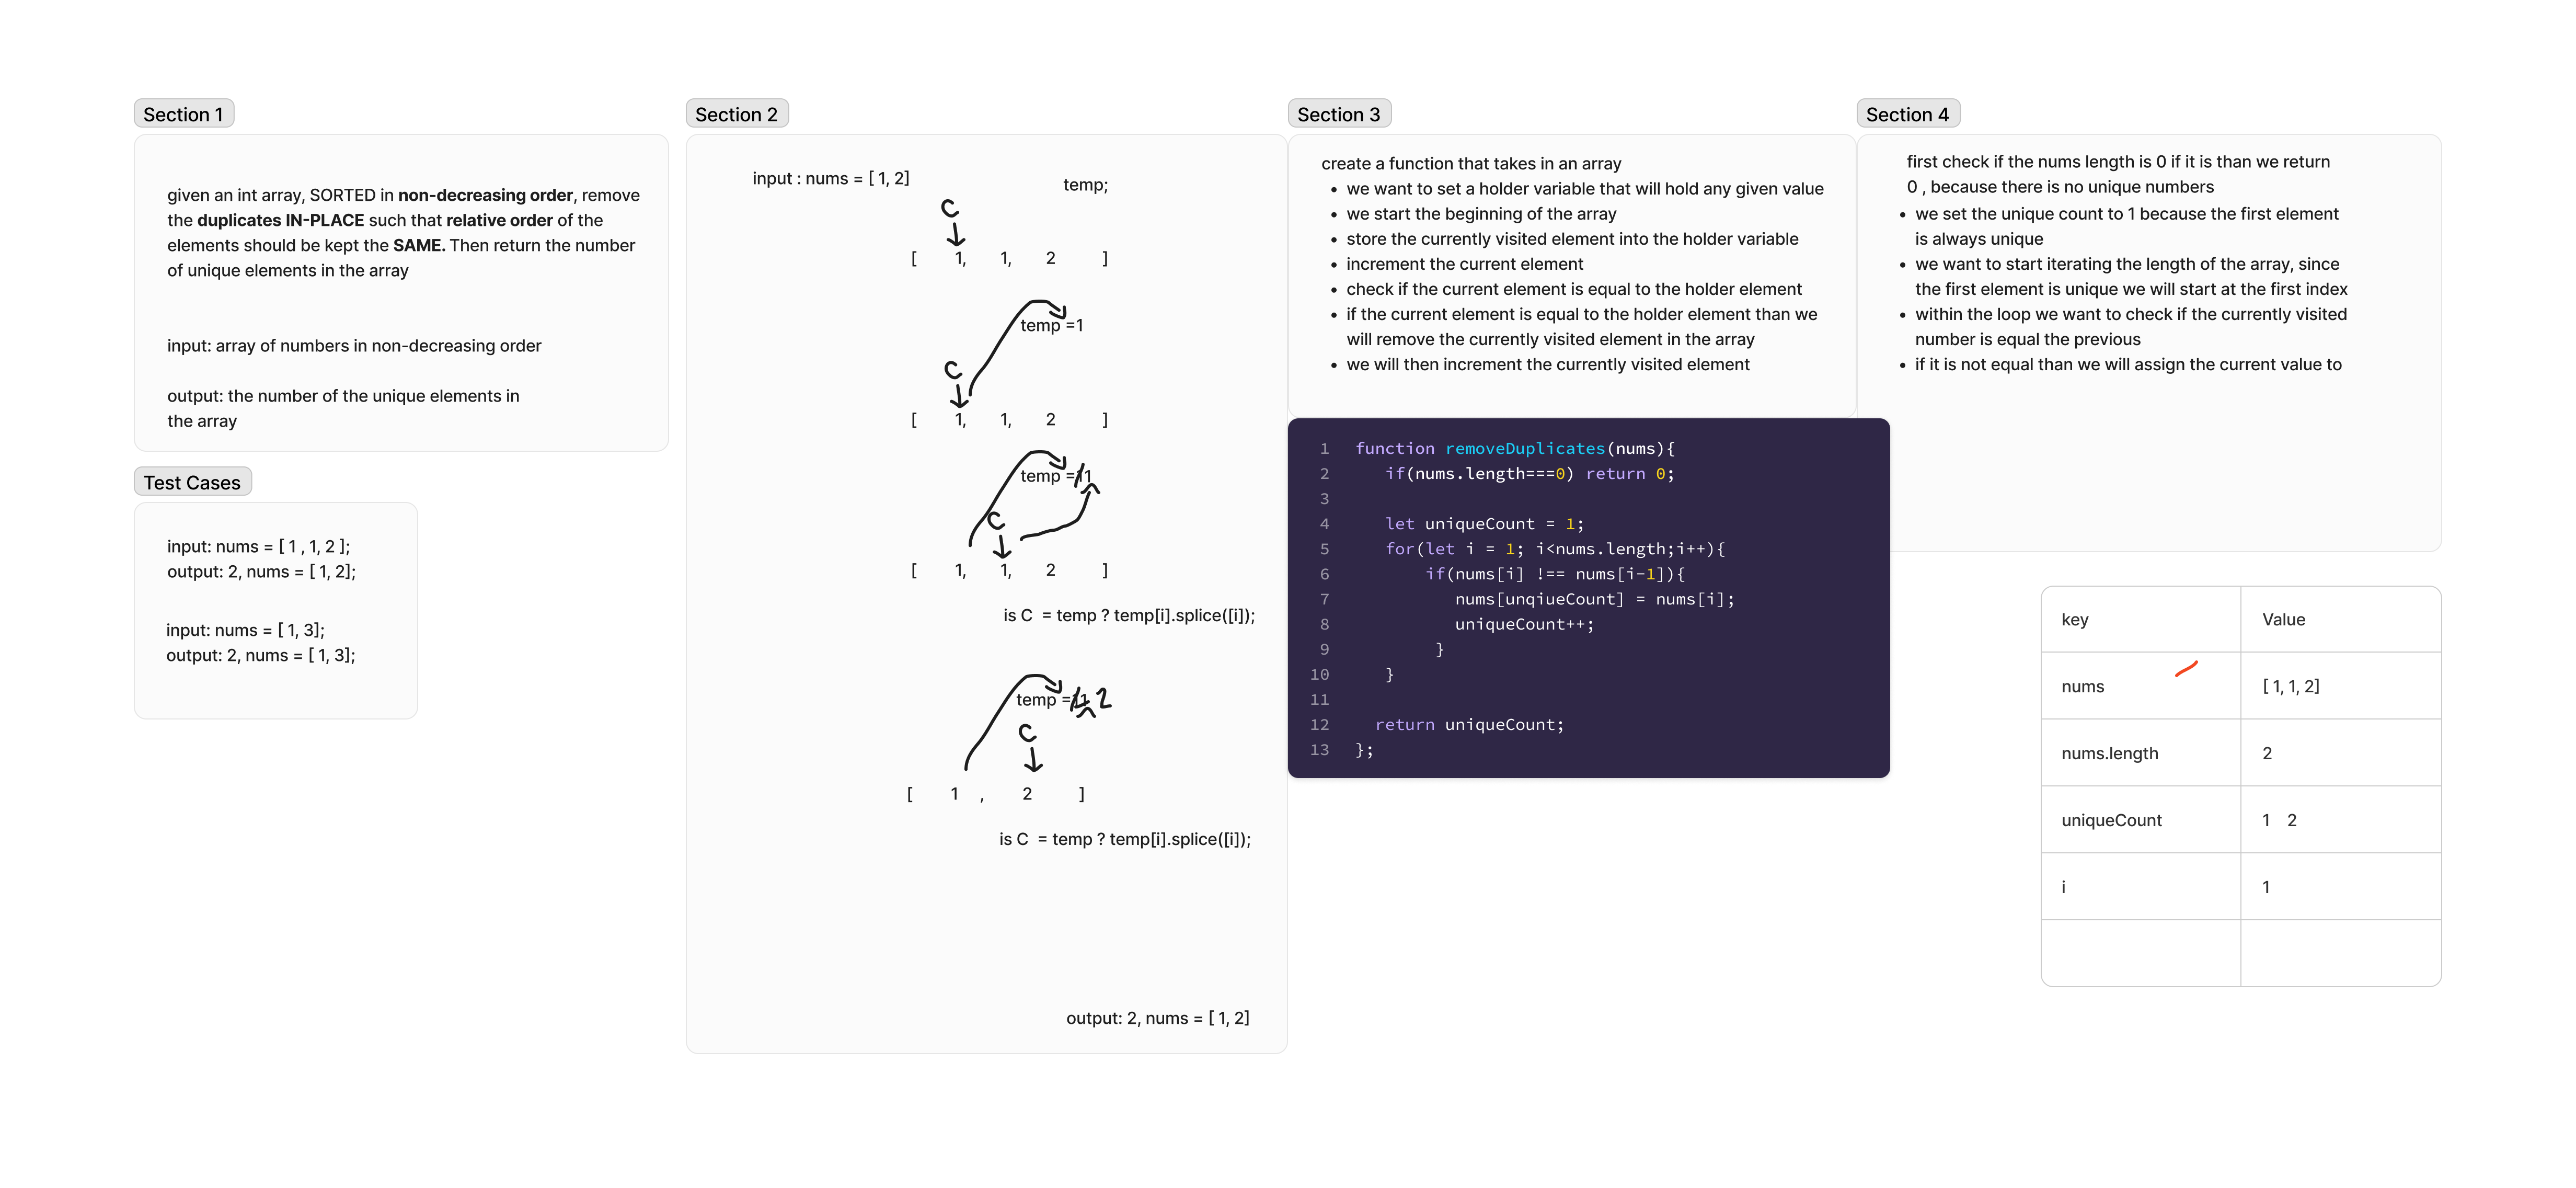 Section 1
given an int array, SORTED in non-decreasing order, remove
the duplicates IN-PLACE such that relative order of the
elements should be kept the SAME. Then return the number
of unique elements in the array
input: array of numbers in non-decreasing order
output: the number of the unique elements in
the array
Test Cases
input: nums = [ 1 , 1, 2 ];
output: 2, nums = [ 1, 2];
input: nums = [ 1, 3];
output: 2, nums = [ 1, 3];
Section 2
input : nums = [ 1, 2]
temp;
C
[ 1, 1, 2 ]
temp =1
C
[ 1, 1, 2 ]
temp =11
C
[ 1, 1, 2 ]
is C = temp ? temp[i].splice([i]);
temp =11 2
C
[ 1 , 2 ]
is C = temp ? temp[i].splice([i]);
output: 2, nums = [ 1, 2]
Section 3
create a function that takes in an array
• we want to set a holder variable that will hold any given value
• we start the beginning of the array
• store the currently visited element into the holder variable
• increment the current element
• check if the current element is equal to the holder element
• if the current element is equal to the holder element than we
will remove the currently visited element in the array
• we will then increment the currently visited element
1 function removeDuplicates(nums){
2 if(nums.length===0) return 0;
3
4 let uniqueCount = 1;
5 for(let i = 1; i<nums.length;i++){
6 if(nums[i] !== nums[i-1]){
7 nums[unqiueCount] = nums[i];
8 uniqueCount++;
9 }
10 }
11
12 return uniqueCount;
13 };
Section 4
first check if the nums length is 0 if it is than we return
0 , because there is no unique numbers
• we set the unique count to 1 because the first element
is always unique
• we want to start iterating the length of the array, since
the first element is unique we will start at the first index
• within the loop we want to check if the currently visited
number is equal the previous
• if it is not equal than we will assign the current value to
key Value
nums [ 1, 1, 2]
nums.length 2
uniqueCount 1 2
i 1